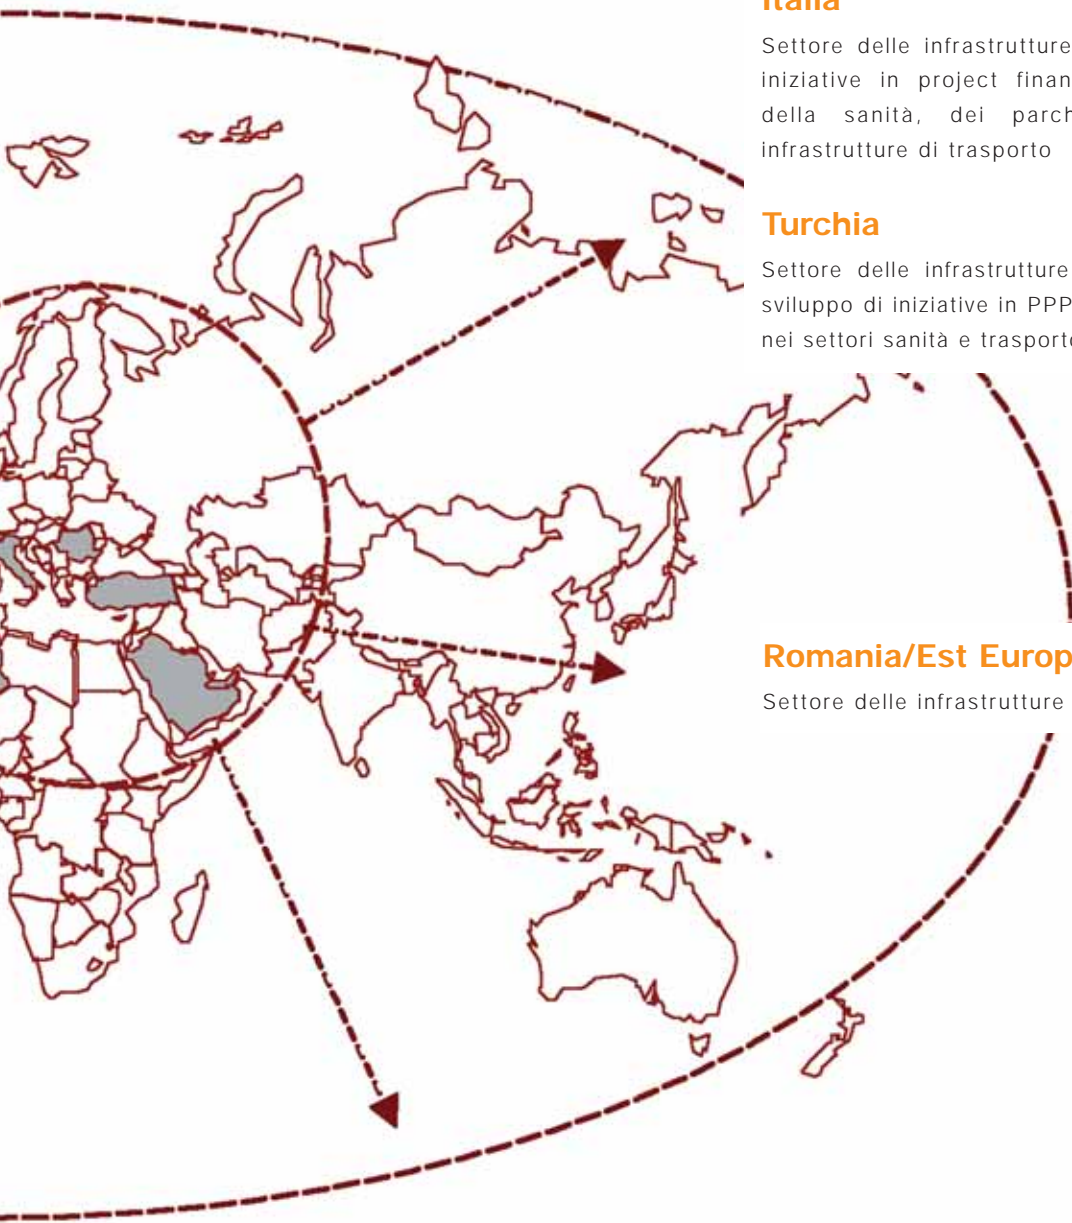 Italia
Settore delle infrastrutture
iniziative in project finan
della sanità, dei parch
infrastrutture di trasporto
Turchia
Settore delle infrastrutture
sviluppo di iniziative in PPP
nei settori sanità e trasporto
Romania/Est Europ
Settore delle infrastrutture